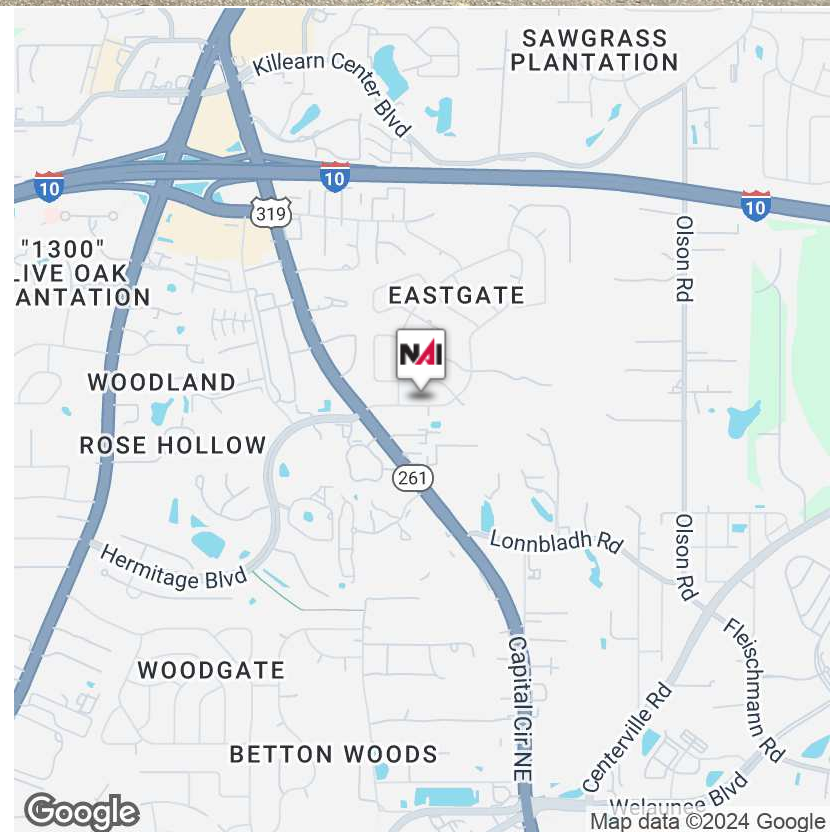 SAWGRASS
PLANTATION
Killearn Center Blvd
10
10
10
319
"1300"
LIVE OAK
ANTATION
Olson Rd
EASTGATE
NAI
WOODLAND
ROSE HOLLOW
261
Lonnbladh Rd
Olson Rd
Hermitage Blvd
Fleischmann Rd
WOODGATE
Capital Cir NE
Centerville Rd
BETTON WOODS
Welaunee Blvd
Google
Map data ©2024 Google